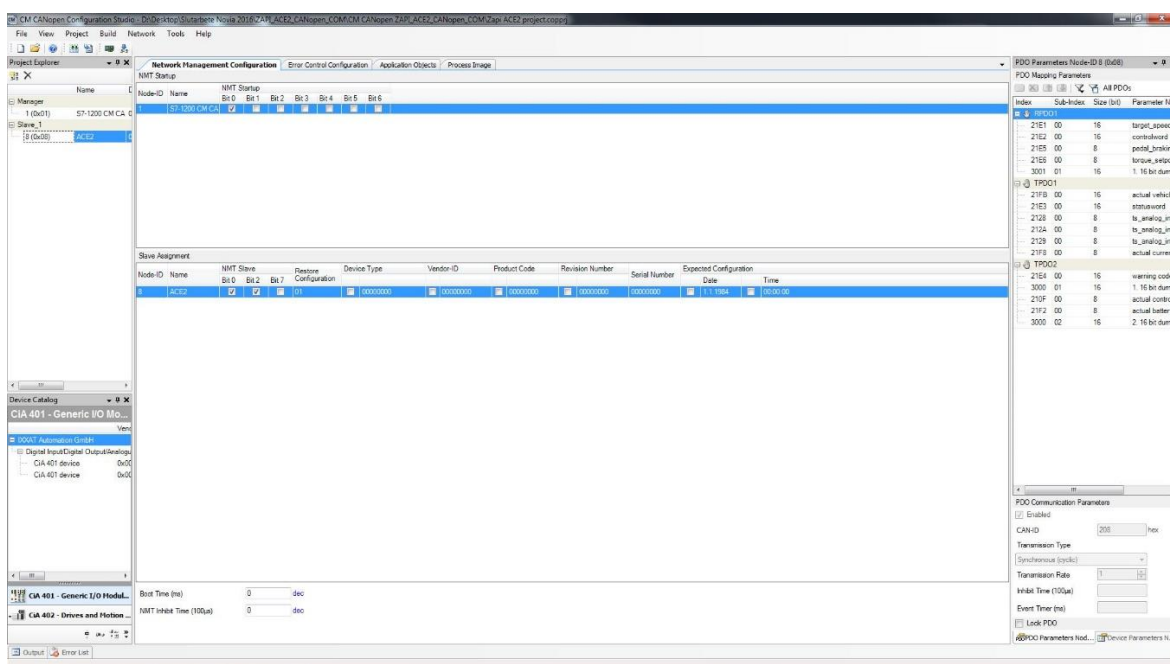 CM CANopen Configuration Studio - D:\Desktop\Slutarbete Novia 2016\ZAPI_ACE2_CANopen_COM\CM CANopen ZAPI_ACE2_CANopen_COM\Zapi ACE2 project.copprj
File View Project Build Network Tools Help
Project Explorer
Name
Manager
1 (0x01) S7-1200 CM CA
Slave_1
8 (0x08) ACE2
Device Catalog
CiA 401 - Generic I/O Mo...
Vend
IXXAT Automation GmbH
Digital Input/Digital Output/Analogu
CiA 401 device 0x00
CiA 401 device 0x00
CiA 401 - Generic I/O Modul...
CiA 402 - Drives and Motion ...
Output Error List
Network Management Configuration Error Control Configuration Application Objects Process Image
NMT Startup
Node-ID Name NMT Startup
Bit 0 Bit 1 Bit 2 Bit 3 Bit 4 Bit 5 Bit 6
1 S7-1200 CM CA
Slave Assignment
Node-ID Name NMT Slave Restore Configuration Device Type Vendor-ID Product Code Revision Number Serial Number Expected Configuration
Bit 0 Bit 2 Bit 7 Date Time
8 ACE2 01 00000000 00000000 00000000 00000000 00000000 1.1.1984 00:00:00
Boot Time (ms) 0 dec
NMT Inhibit Time (100µs) 0 dec
PDO Parameters Node-ID 8 (0x08)
PDO Mapping Parameters
All PDOs
Index Sub-Index Size (bit) Parameter N
RPDO1
21E1 00 16 target_speed
21E2 00 16 controlword
21E5 00 8 pedal_brakin
21E6 00 8 torque_setpo
3001 01 16 1. 16 bit dum
TPDO1
21FB 00 16 actual vehicl
21E3 00 16 statusword
2128 00 8 ts_analog_in
212A 00 8 ts_analog_in
2129 00 8 ts_analog_in
21F8 00 8 actual curren
TPDO2
21E4 00 16 warning code
3000 01 16 1. 16 bit dum
210F 00 8 actual contro
21F2 00 8 actual batter
3000 02 16 2. 16 bit dum
PDO Communication Parameters
Enabled
CAN-ID 208 hex
Transmission Type
Synchronous (cyclic)
Transmission Rate 1
Inhibit Time (100µs)
Event Timer (ms)
Lock PDO
PDO Parameters Nod... Device Parameters N...